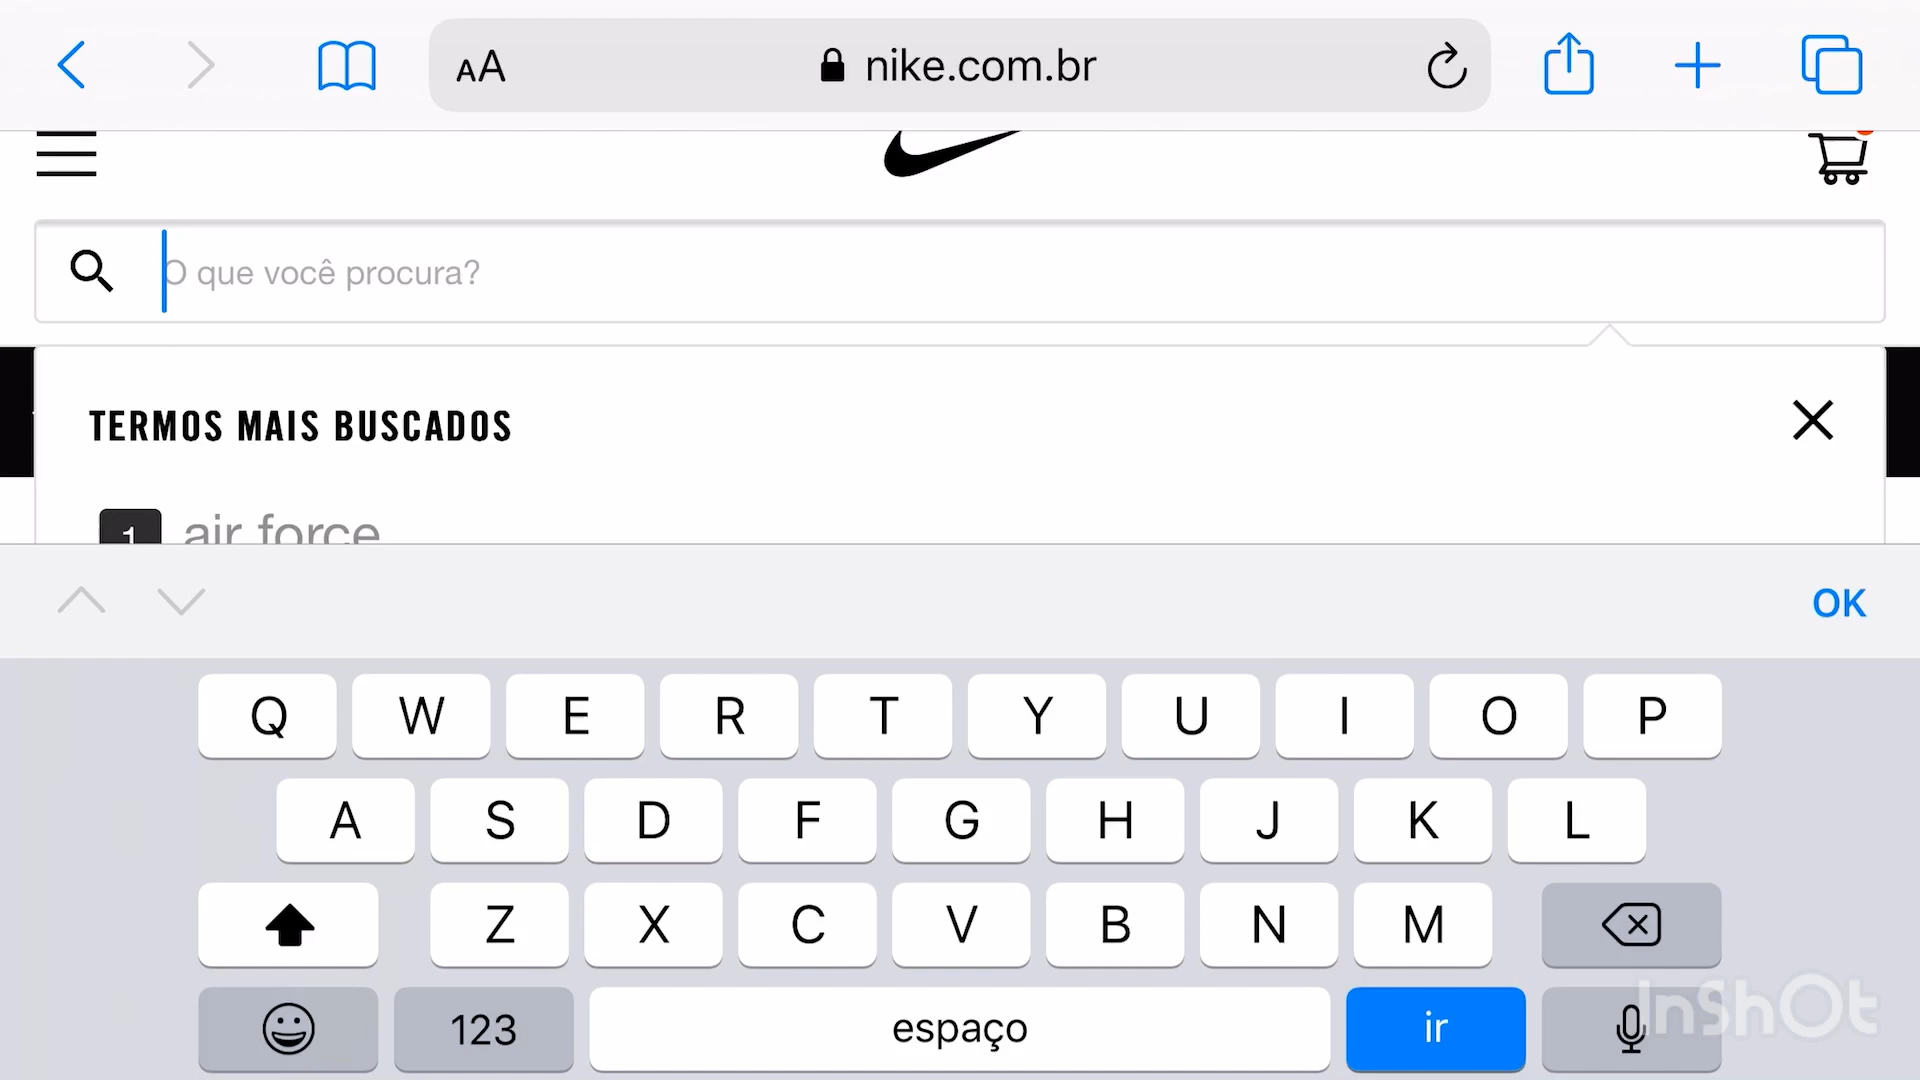 AA nike.com.br
O que você procura?
TERMOS MAIS BUSCADOS
1 air force
OK
Q W E R T Y U I O P
A S D F G H J K L
Z X C V B N M
123 espaço ir
InShOt